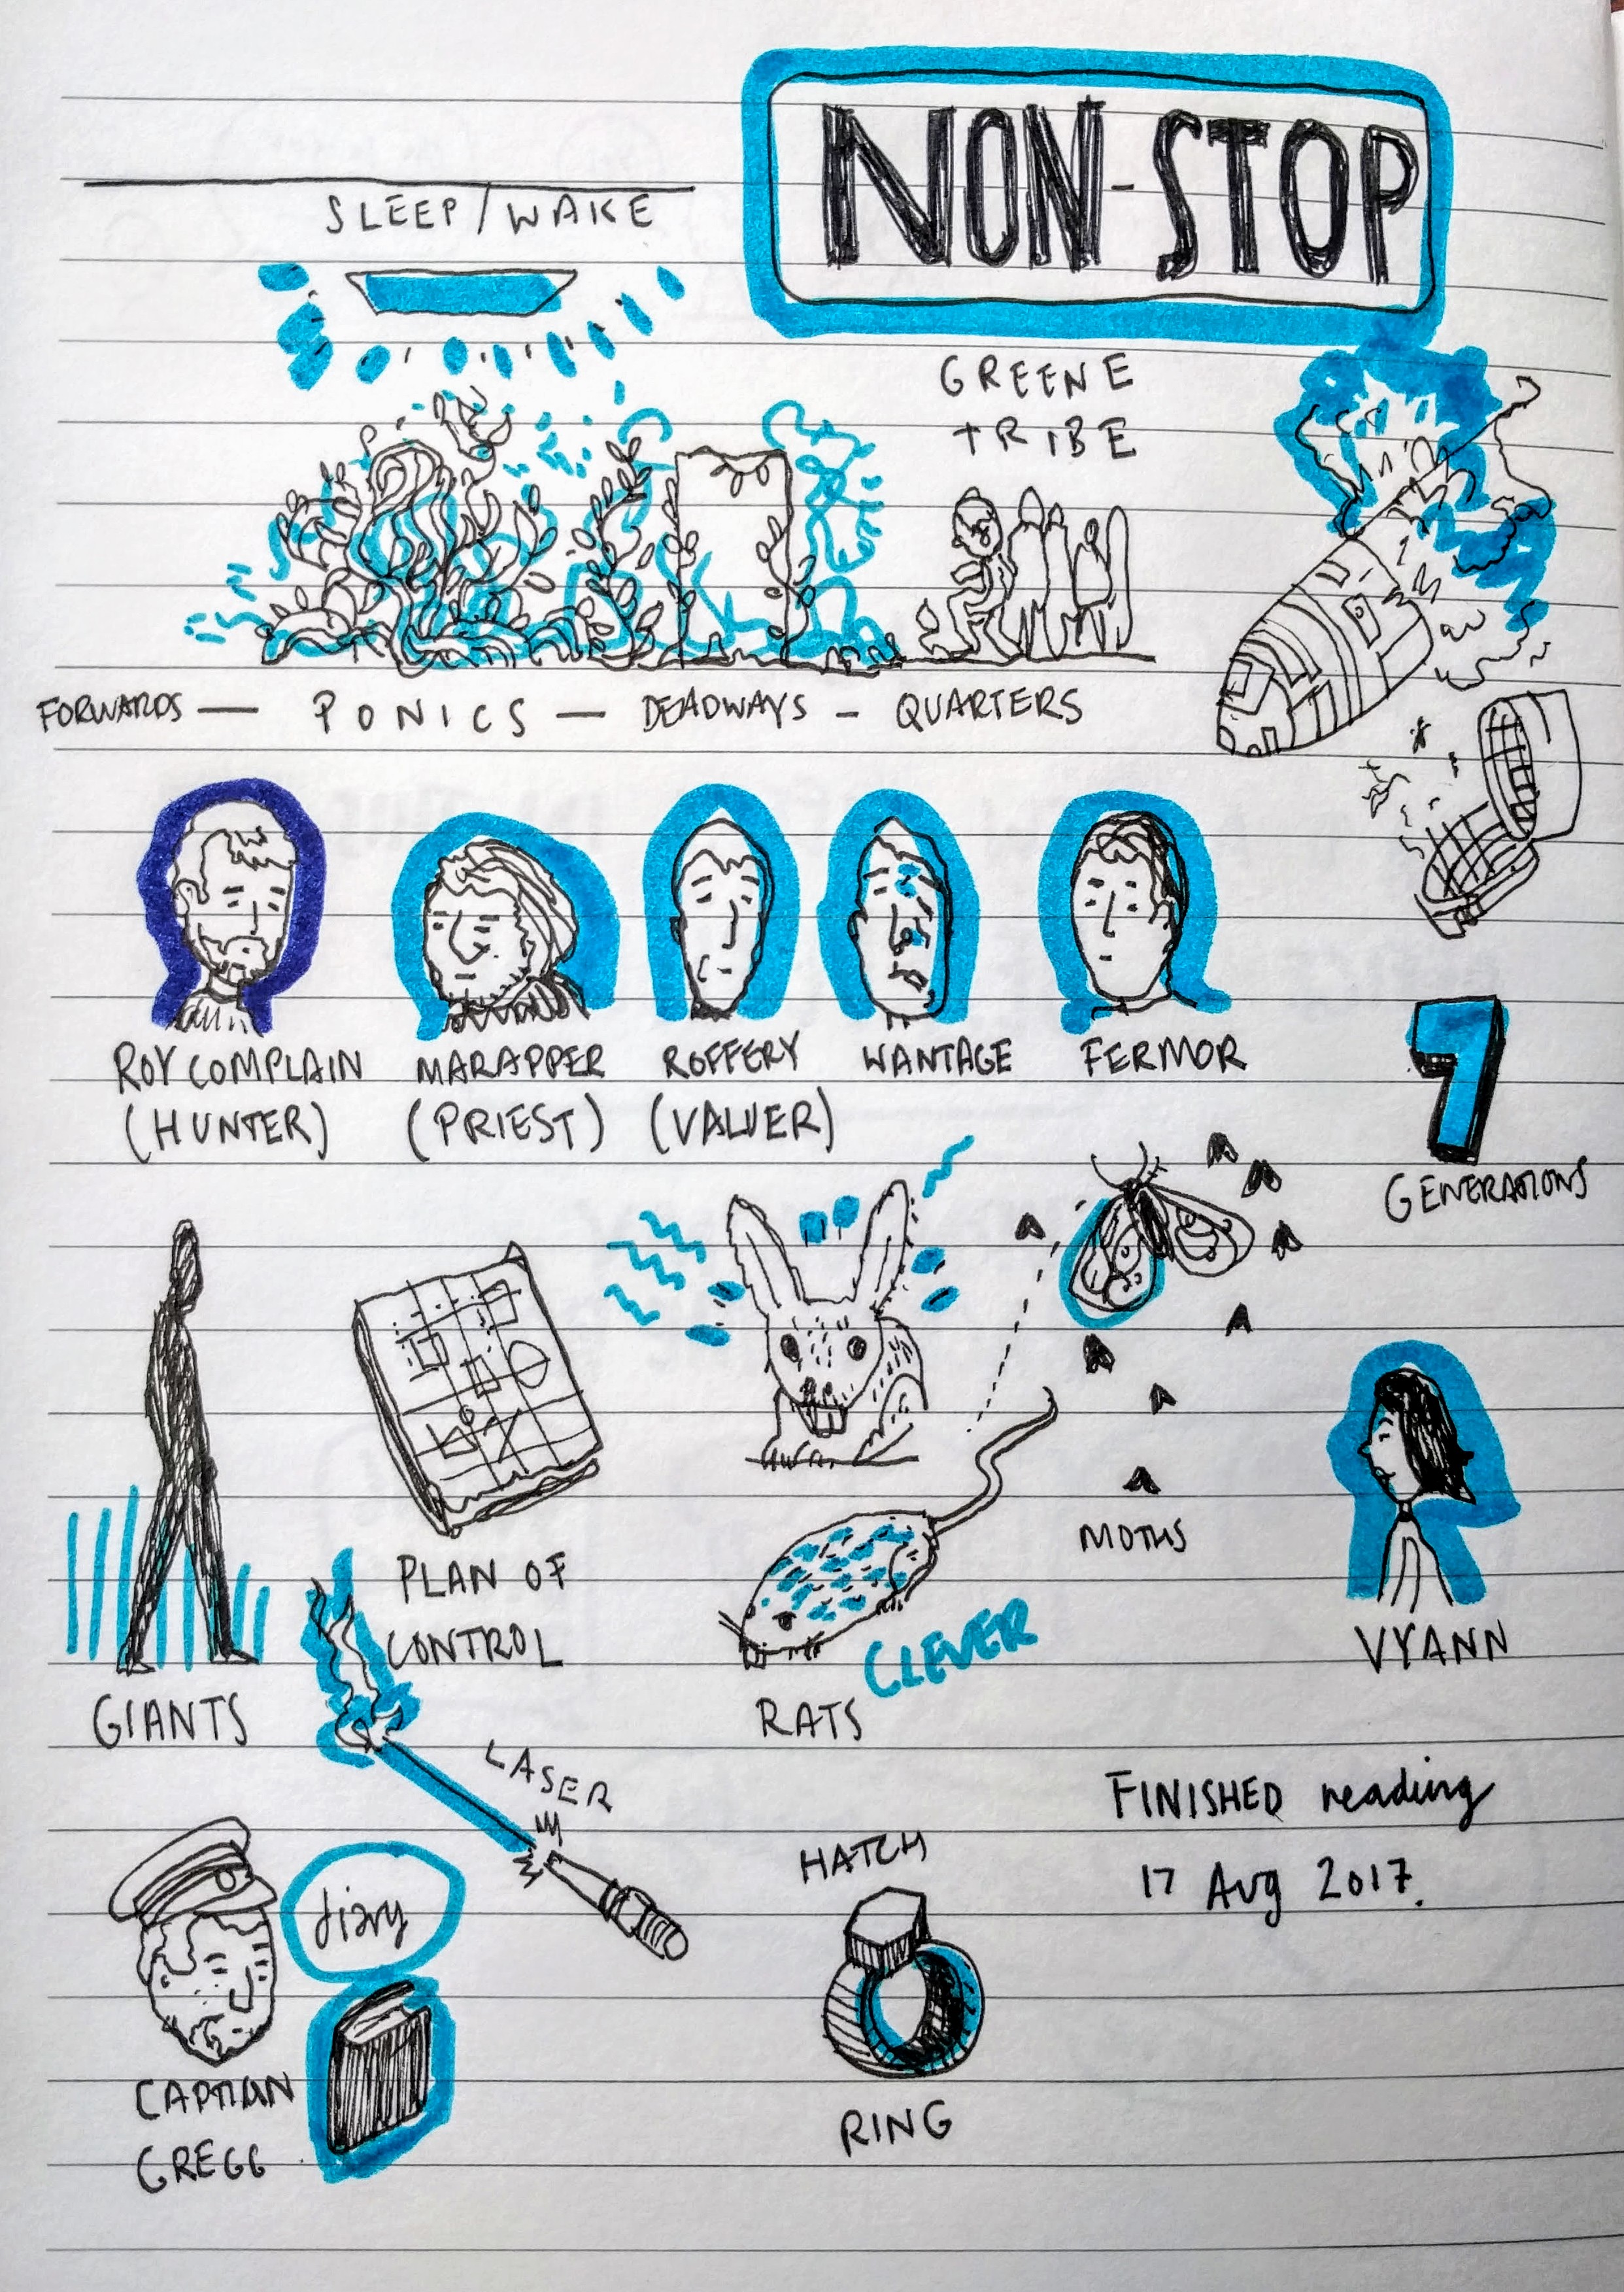 NON-STOP
SLEEP/WAKE
GREENE
TRIBE
FORWARDS — PONICS — DEADWAYS - QUARTERS
ROY COMPLAIN
(HUNTER)
MARAPPER
(PRIEST)
ROFFERY
(VALUER)
WANTAGE
FERMOR
7
GENERATIONS
GIANTS
PLAN OF
CONTROL
MOTHS
CLEVER
RATS
VYANN
LASER
FINISHED reading
17 Aug 2017.
diary
CAPTIAN
GREGG
HATCH
RING